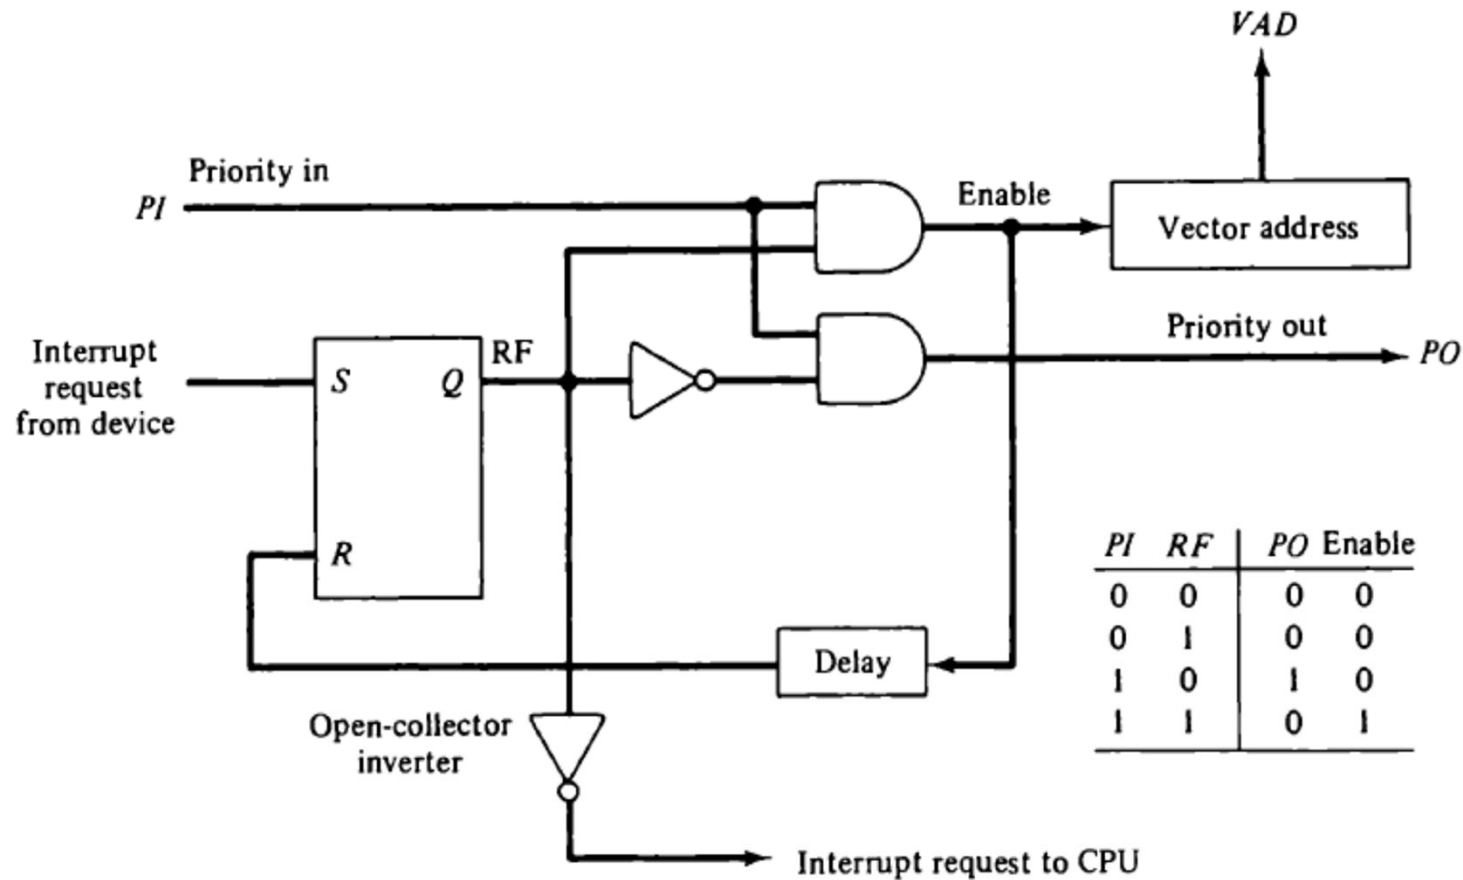 VAD
Priority in
PI
Enable
Vector address
Priority out
PO
Interrupt
request
from device
S
Q
RF
R
Delay
Open-collector
inverter
Interrupt request to CPU
PI RF PO Enable
0 0 0 0
0 1 0 0
1 0 1 0
1 1 0 1